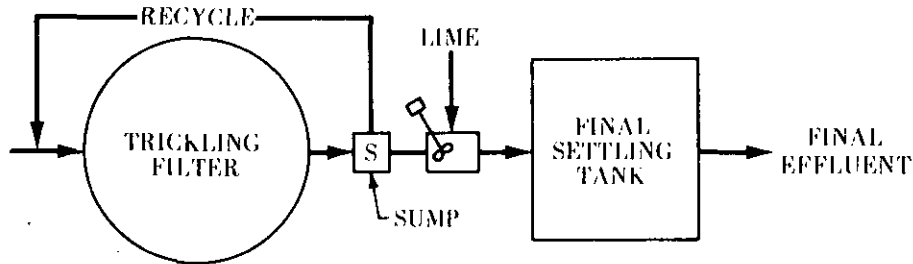 RECYCLE
LIME
TRICKLING
FILTER
S
FINAL
SETTLING
TANK
FINAL
EFFLUENT
SUMP